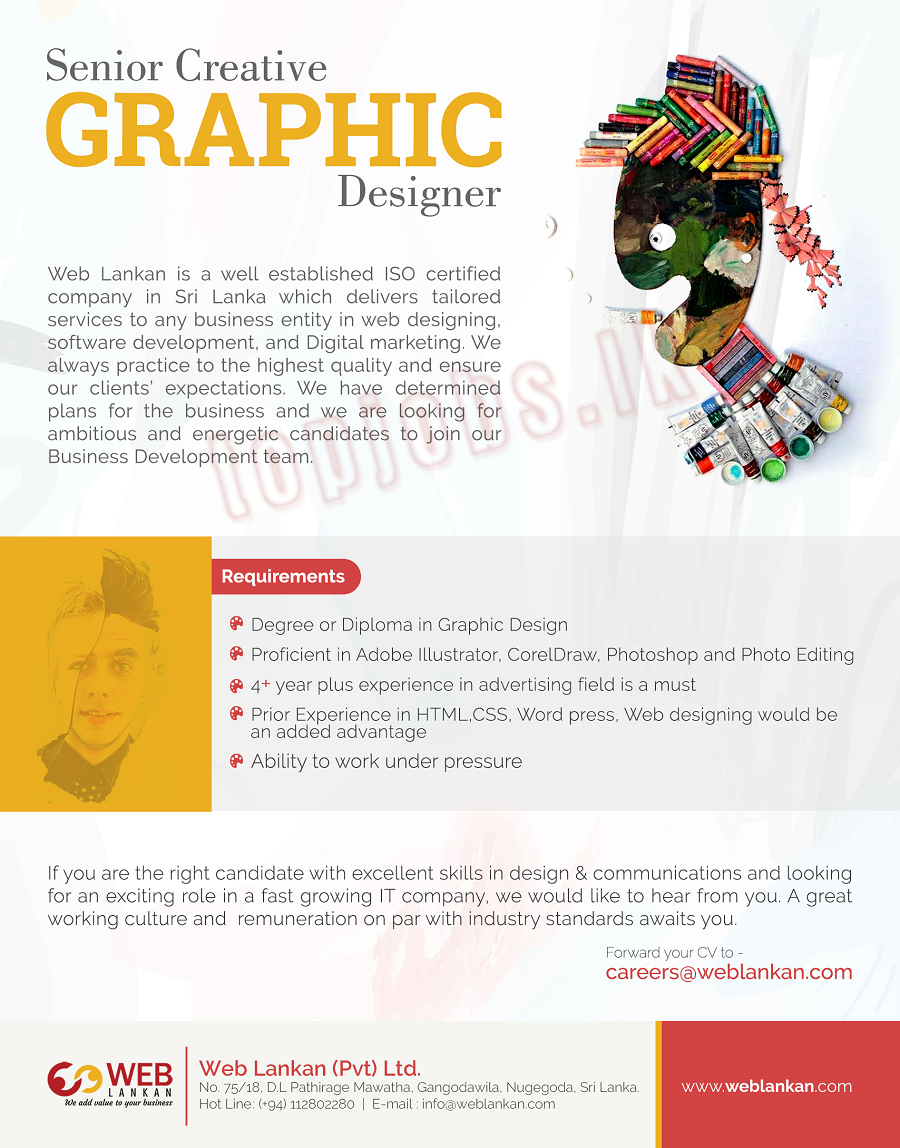 Senior Creative
GRAPHIC
Designer
Web Lankan is a well established ISO certified
company in Sri Lanka which delivers tailored
services to any business entity in web designing,
software development, and Digital marketing. We
always practice to the highest quality and ensure
our clients' expectations. We have determined
plans for the business and we are looking for
ambitious and energetic candidates to join our
Business Development team.
topjobs.lk
Requirements
Degree or Diploma in Graphic Design
Proficient in Adobe Illustrator, CorelDraw, Photoshop and Photo Editing
4+ year plus experience in advertising field is a must
Prior Experience in HTML,CSS, Word press, Web designing would be
an added advantage
Ability to work under pressure
If you are the right candidate with excellent skills in design & communications and looking
for an exciting role in a fast growing IT company, we would like to hear from you. A great
working culture and remuneration on par with industry standards awaits you.
Forward your CV to -
careers@weblankan.com
WEB
LANKAN
We add value to your business
Web Lankan (Pvt) Ltd.
No. 75/18, D.L Pathirage Mawatha, Gangodawila, Nugegoda, Sri Lanka.
Hot Line: (+94) 112802280 | E-mail : info@weblankan.com
www.weblankan.com